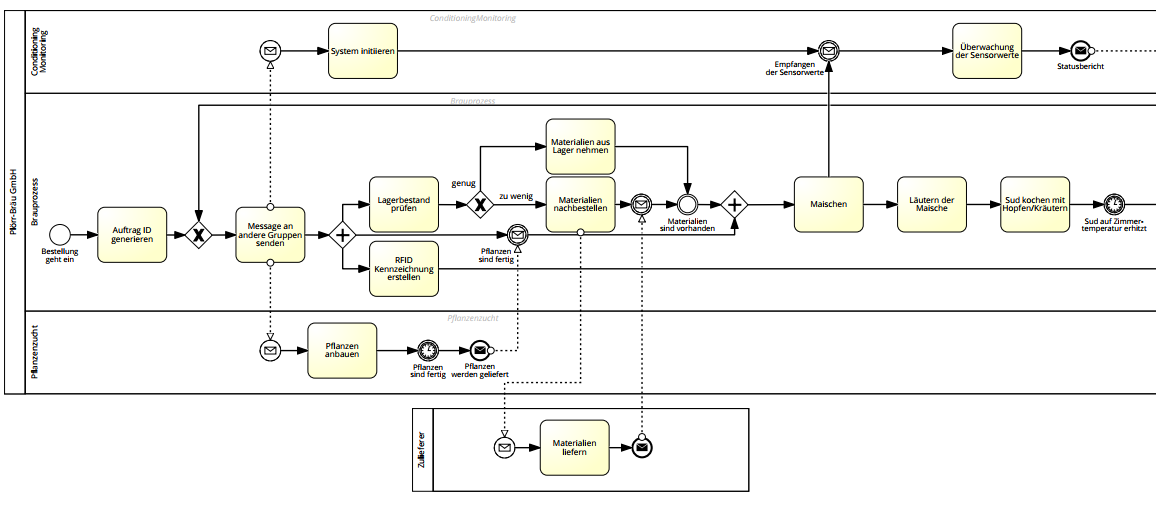 Plörr-Bräu GmbH
Conditioning
Monitoring
ConditioningMonitoring
System initiieren
Empfangen
der Sensorwerte
Überwachung
der Sensorwerte
Statusbericht
Brauprozess
Brauprozess
Bestellung
geht ein
Auftrag ID
generieren
Message an
andere Gruppen
senden
Lagerbestand
prüfen
genug
zu wenig
Materialien aus
Lager nehmen
Materialien
nachbestellen
Materialien
sind vorhanden
Pflanzen
sind fertig
RFID
Kennzeichnung
erstellen
Maischen
Läutern der
Maische
Sud kochen mit
Hopfen/Kräutern
Sud auf Zimmer-
temperatur erhitzt
Pflanzenzucht
Pflanzenzucht
Pflanzen
anbauen
Pflanzen
sind fertig
Pflanzen
werden geliefert
Zulieferer
Materialien
liefern